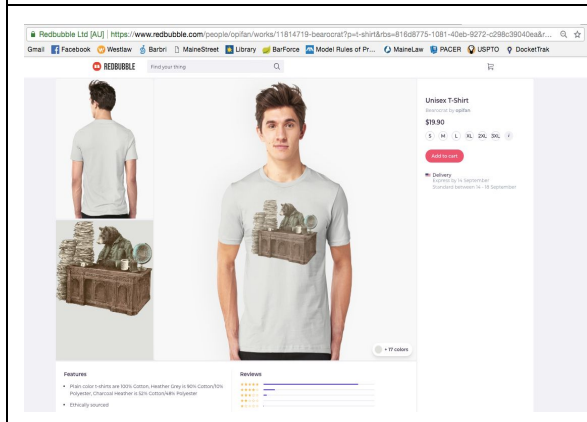 Redbubble Ltd [AU] | https://www.redbubble.com/people/opifan/works/11814719-bearocrat?p=t-shirt&rbs=816d8775-1081-40eb-9272-c298c39040ea&r...
Gmail Facebook Westlaw Barbri MaineStreet Library BarForce Model Rules of Pr... MaineLaw PACER USPTO DocketTrak
REDBUBBLE Find your thing
Unisex T-Shirt
Bearocrat by opifan
$19.90
S M L XL 2XL 3XL
Add to cart
Delivery
Express by 14 September
Standard between 14 - 19 September
+ 17 colors
Features
Plain color t-shirts are 100% Cotton, Heather Grey is 90% Cotton/10%
Polyester, Charcoal Heather is 52% Cotton/48% Polyester
Ethically sourced
Reviews